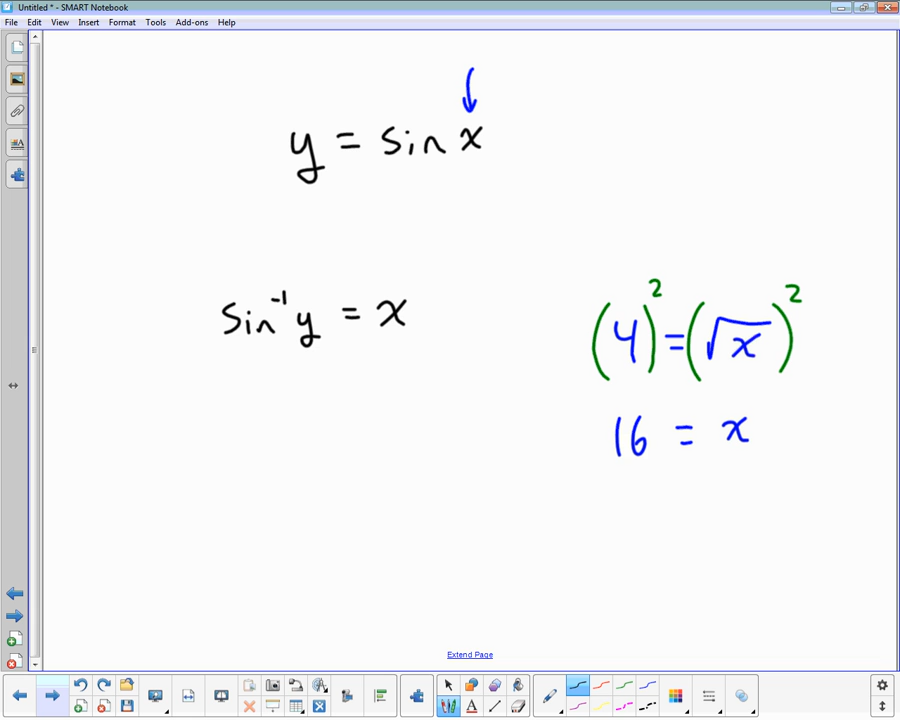 Untitled * - SMART Notebook
File Edit View Insert Format Tools Add-ons Help
y = sin x
sin⁻¹ y = x
(4)² = (√x)²
16 = x
Extend Page